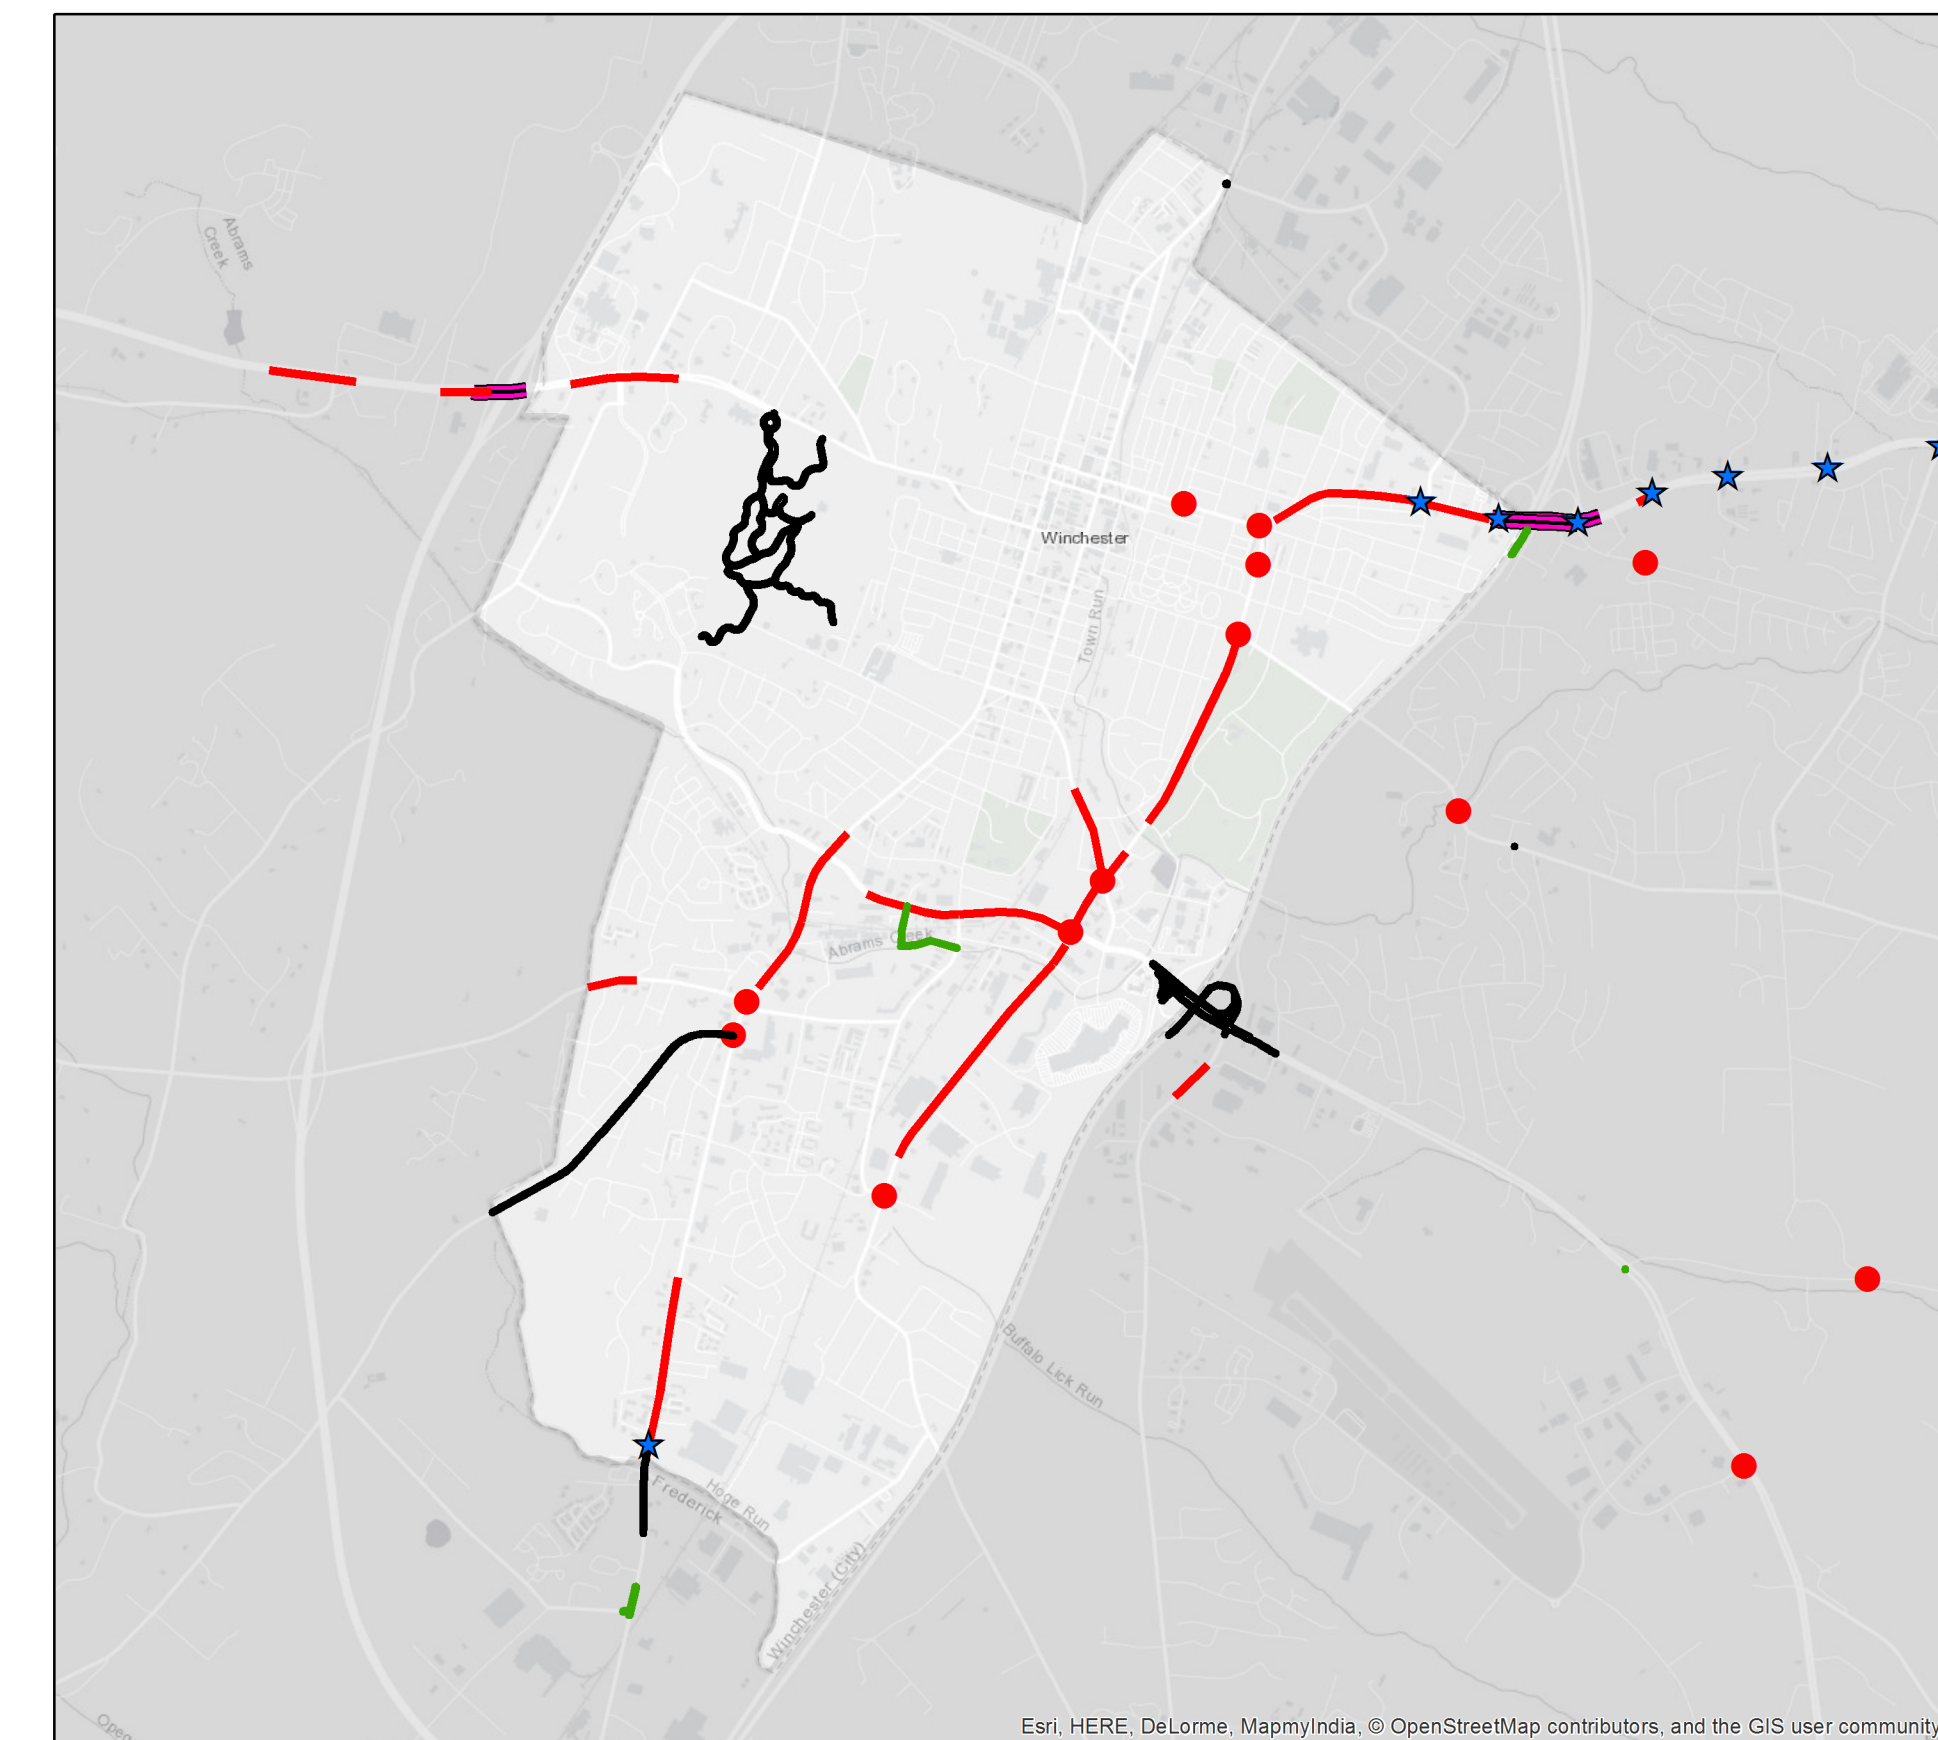 Abrams
Creek
Winchester
Town Run
Abrams Creek
Buffalo Lick Run
Hoge Run
Frederick
Winchester (City)
Esri, HERE, DeLorme, MapmyIndia, © OpenStreetMap contributors, and the GIS user community